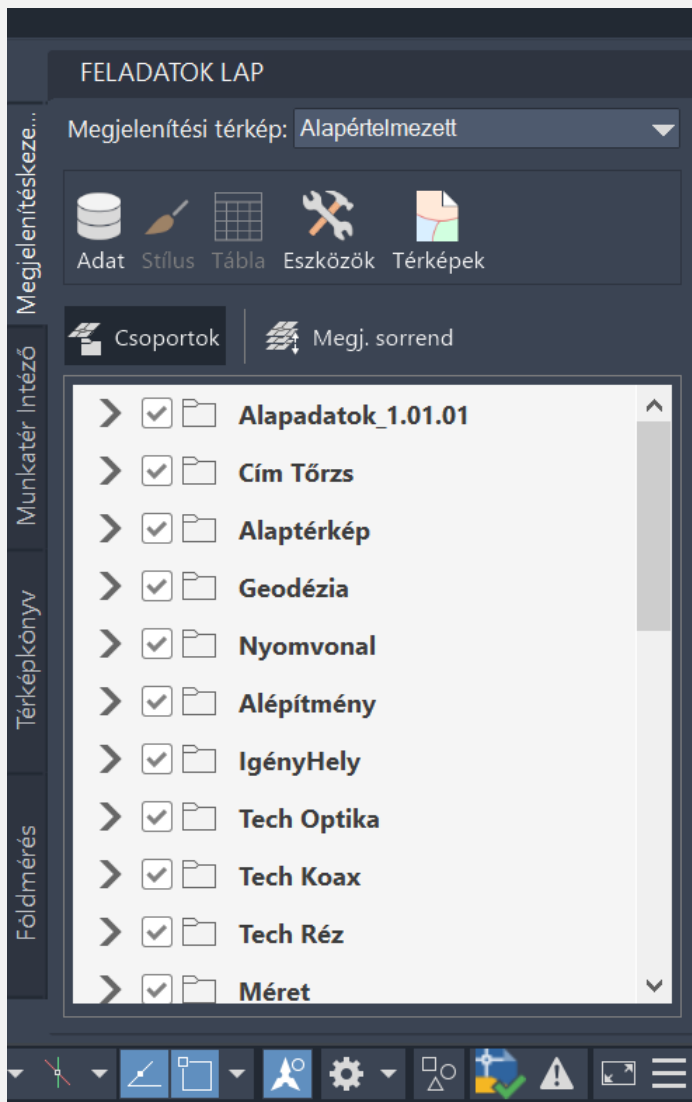 FELADATOK LAP
Megjelenítési térkép: Alapértelmezett
Adat Stílus Tábla Eszközök Térképek
Csoportok Megj. sorrend
Alapadatok_1.01.01
Cím Tőrzs
Alaptérkép
Geodézia
Nyomvonal
Alépítmény
IgényHely
Tech Optika
Tech Koax
Tech Réz
Méret
Megjelenítéskeze...
Munkatér Intéző
Térképkönyv
Földmérés